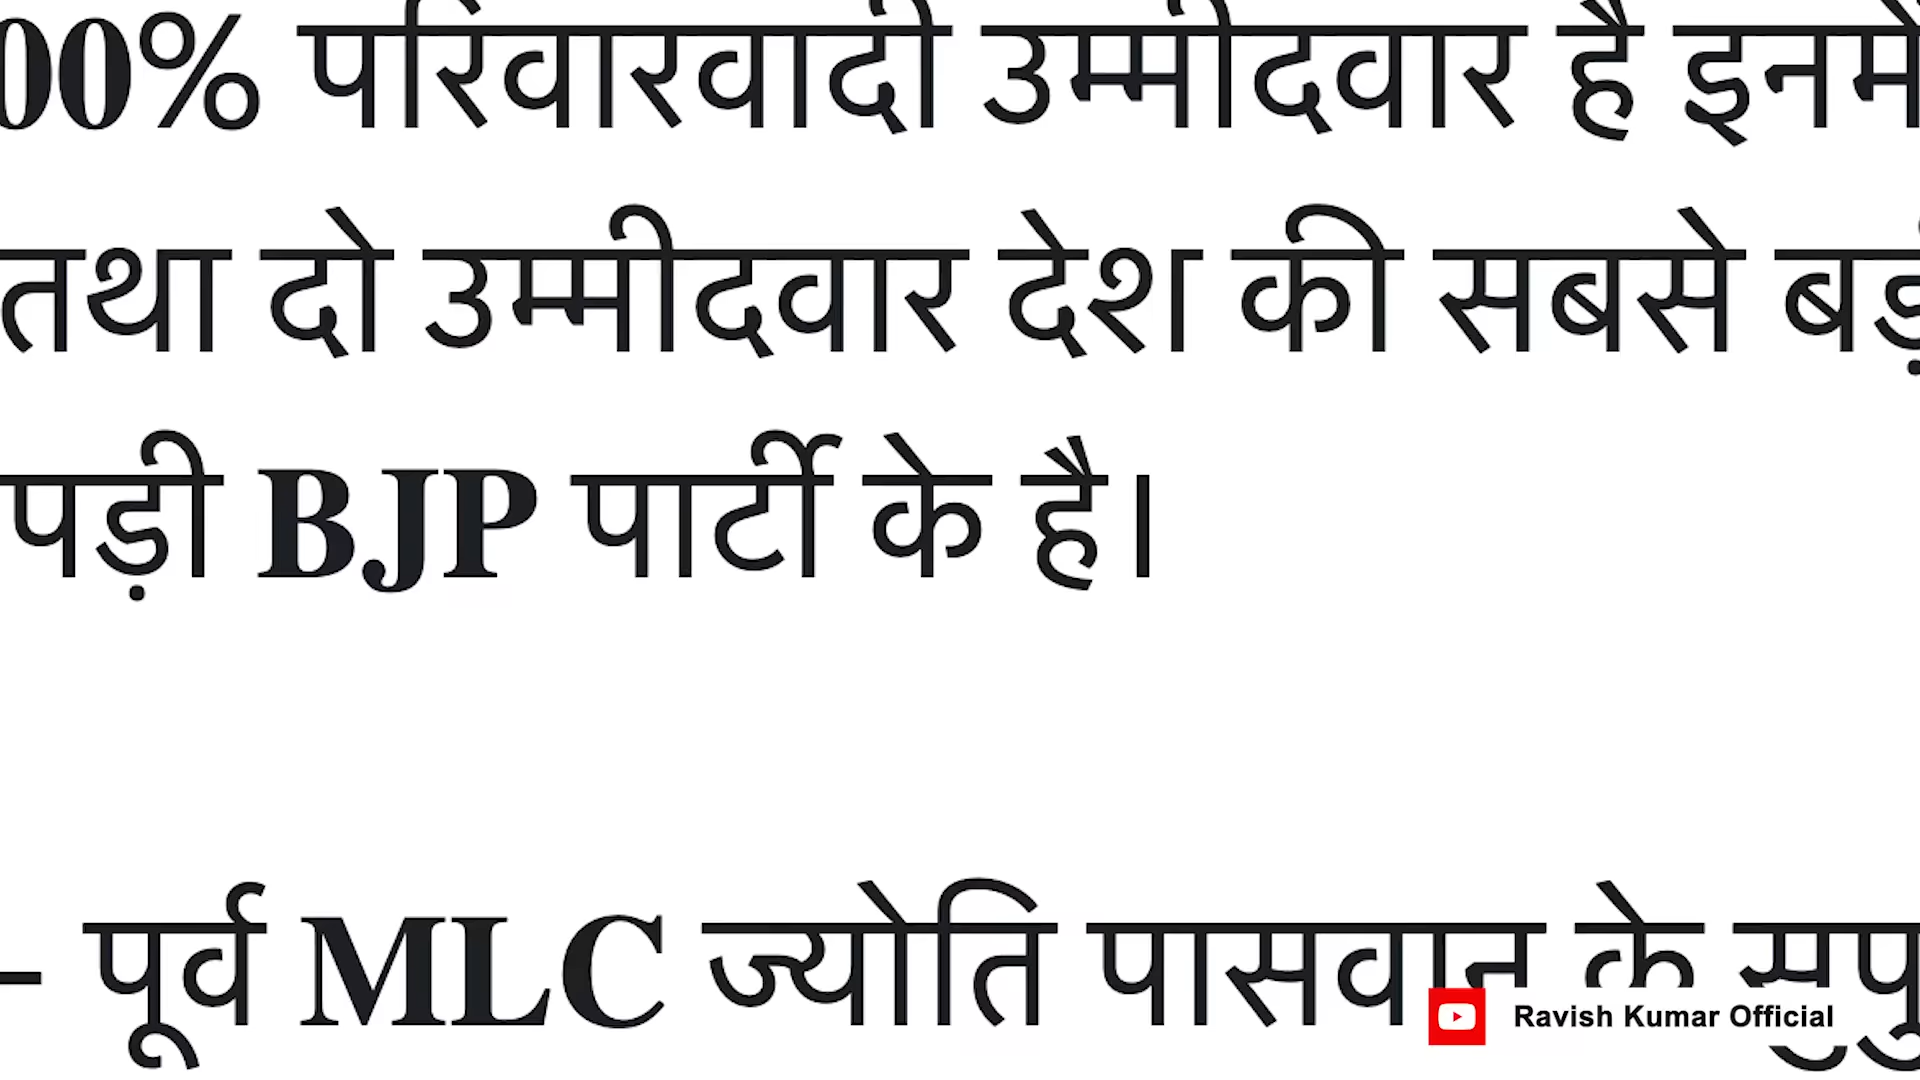 00% परिवारवादी उम्मीदवार है इनमें
तथा दो उम्मीदवार देश की सबसे बड़
पड़ी BJP पार्टी के है।
- पूर्व MLC ज्योति पासवान के सुपु
Ravish Kumar Official